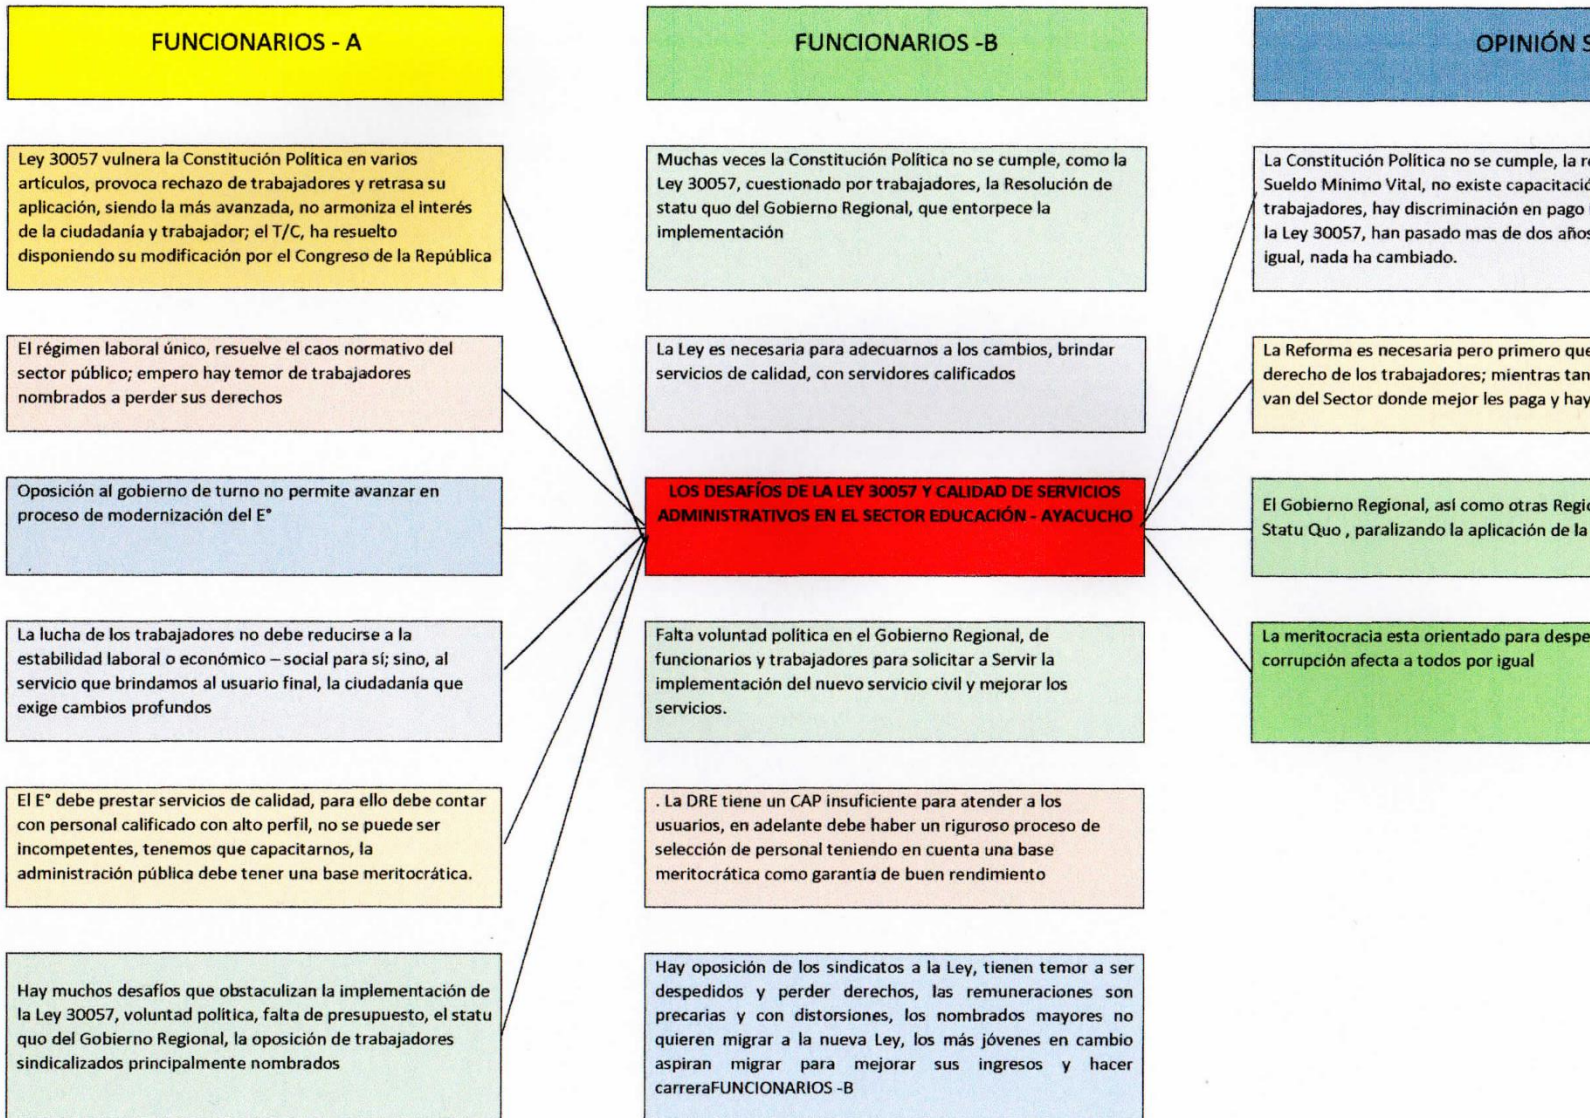 FUNCIONARIOS - A
Ley 30057 vulnera la Constitución Politica en varios
artículos, provoca rechazo de trabajadores y retrasa su
aplicación, siendo la más avanzada, no armoniza el interés
de la ciudadanía y trabajador; el T/C, ha resuelto
disponiendo su modificación por el Congreso de la República
El régimen laboral único, resuelve el caos normativo del
sector público; empero hay temor de trabajadores
nombrados a perder sus derechos
Oposición al gobierno de turno no permite avanzar en
proceso de modernización del E°
La lucha de los trabajadores no debe reducirse a la
estabilidad laboral o económico – social para sí; sino, al
servicio que brindamos al usuario final, la ciudadanía que
exige cambios profundos
El E° debe prestar servicios de calidad, para ello debe contar
con personal calificado con alto perfil, no se puede ser
incompetentes, tenemos que capacitarnos, la
administración pública debe tener una base meritocrática.
Hay muchos desafíos que obstaculizan la implementación de
la Ley 30057, voluntad política, falta de presupuesto, el statu
quo del Gobierno Regional, la oposición de trabajadores
sindicalizados principalmente nombrados
FUNCIONARIOS -B
Muchas veces la Constitución Política no se cumple, como la
Ley 30057, cuestionado por trabajadores, la Resolución de
statu quo del Gobierno Regional, que entorpece la
implementación
La Ley es necesaria para adecuarnos a los cambios, brindar
servicios de calidad, con servidores calificados
LOS DESAFÍOS DE LA LEY 30057 Y CALIDAD DE SERVICIOS
ADMINISTRATIVOS EN EL SECTOR EDUCACIÓN - AYACUCHO
Falta voluntad política en el Gobierno Regional, de
funcionarios y trabajadores para solicitar a Servir la
implementación del nuevo servicio civil y mejorar los
servicios.
. La DRE tiene un CAP insuficiente para atender a los
usuarios, en adelante debe haber un riguroso proceso de
selección de personal teniendo en cuenta una base
meritocrática como garantía de buen rendimiento
Hay oposición de los sindicatos a la Ley, tienen temor a ser
despedidos y perder derechos, las remuneraciones son
precarias y con distorsiones, los nombrados mayores no
quieren migrar a la nueva Ley, los más jóvenes en cambio
aspiran migrar para mejorar sus ingresos y hacer
carreraFUNCIONARIOS -B
OPINIÓN
La Constitución Política no se cumple, la
Sueldo Mínimo Vital, no existe
trabajadores, hay discriminación en pago
la Ley 30057, han pasado mas de dos años
igual, nada ha cambiado.
La Reforma es necesaria pero primero que
derecho de los trabajadores; mientras
van del Sector donde mejor les paga y hay
El Gobierno Regional, así como otras
Statu Quo , paralizando la aplicación de la
La meritocracia esta orientado para
corrupción afecta a todos por igual